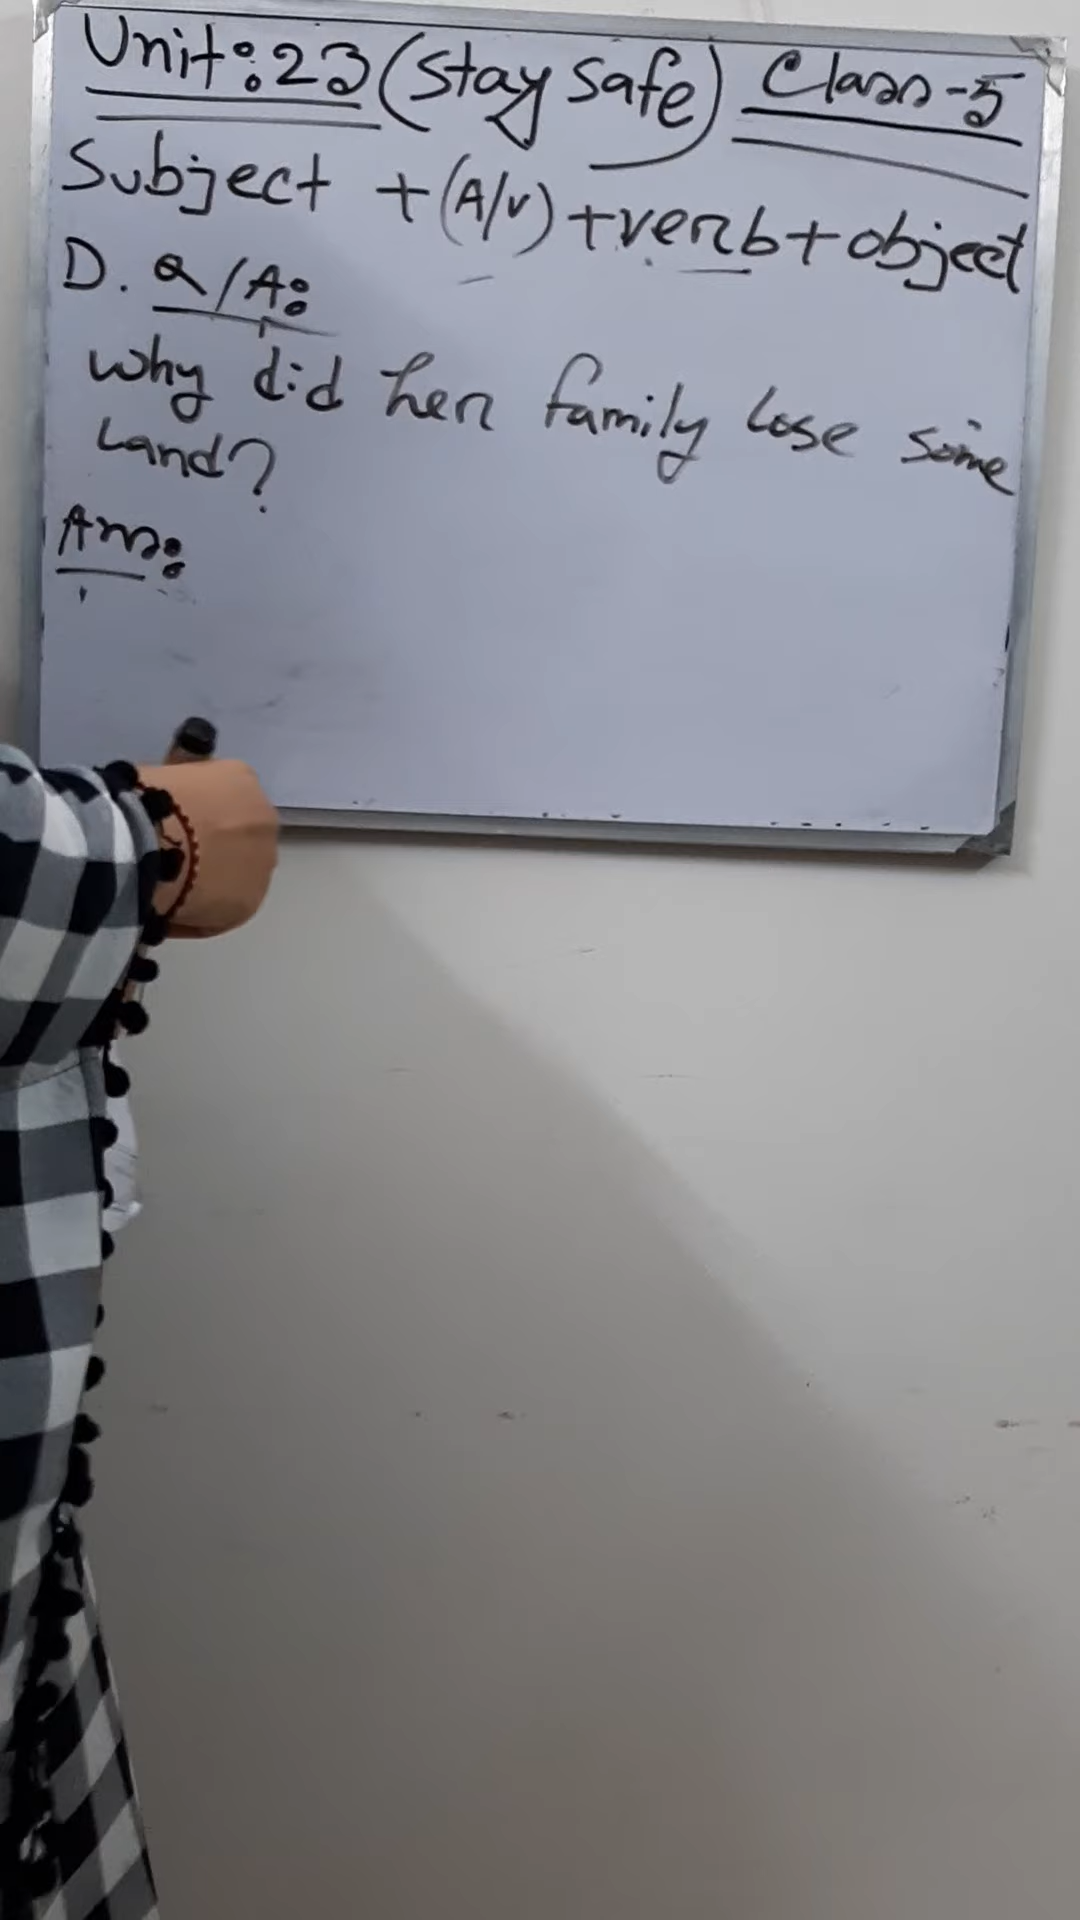 Unit:23 (Stay Safe) Class-5
Subject + (A/V) + verb + object
D. Q/A:
Why did her family lose some
Land?
Ans: